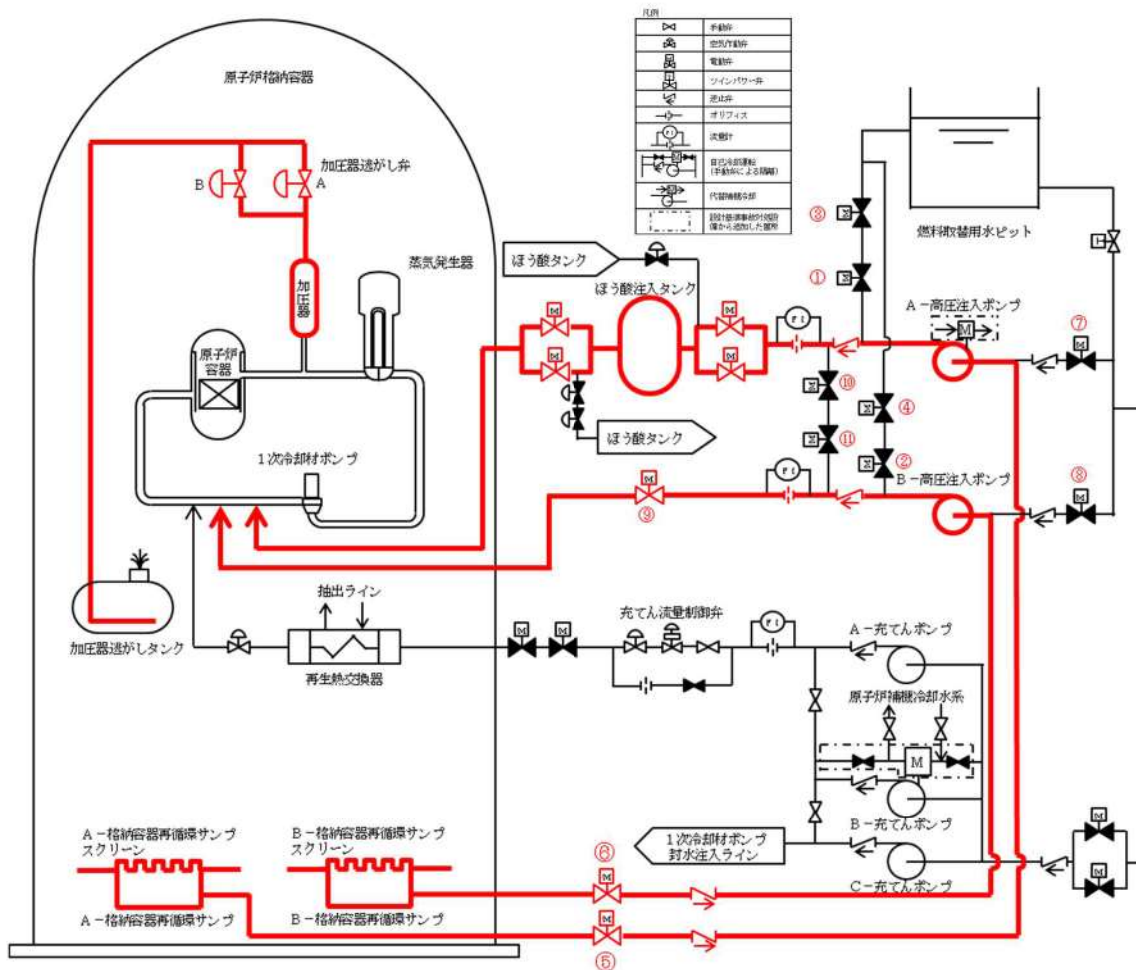 凡例
手動弁
空気作動弁
電動弁
ツインパワー弁
逆止弁
オリフィス
流量計
自己冷却運転
(手動弁による隔離)
代替補機冷却
設計基準事故対処設
備から追加した箇所
原子炉格納容器
加圧器逃がし弁
B
A
蒸気発生器
加圧器
原子炉
容器
1次冷却材ポンプ
加圧器逃がしタンク
ほう酸タンク
ほう酸注入タンク
ほう酸タンク
③
①
燃料取替用水ピット
A-高圧注入ポンプ
M
⑦
⑩
④
⑪
②
B-高圧注入ポンプ
⑧
⑨
抽出ライン
再生熱交換器
充てん流量制御弁
A-充てんポンプ
原子炉補機冷却水系
M
B-充てんポンプ
1次冷却材ポンプ
封水注入ライン
C-充てんポンプ
A-格納容器再循環サンプ
スクリーン
B-格納容器再循環サンプ
スクリーン
⑥
A-格納容器再循環サンプ
B-格納容器再循環サンプ
⑤